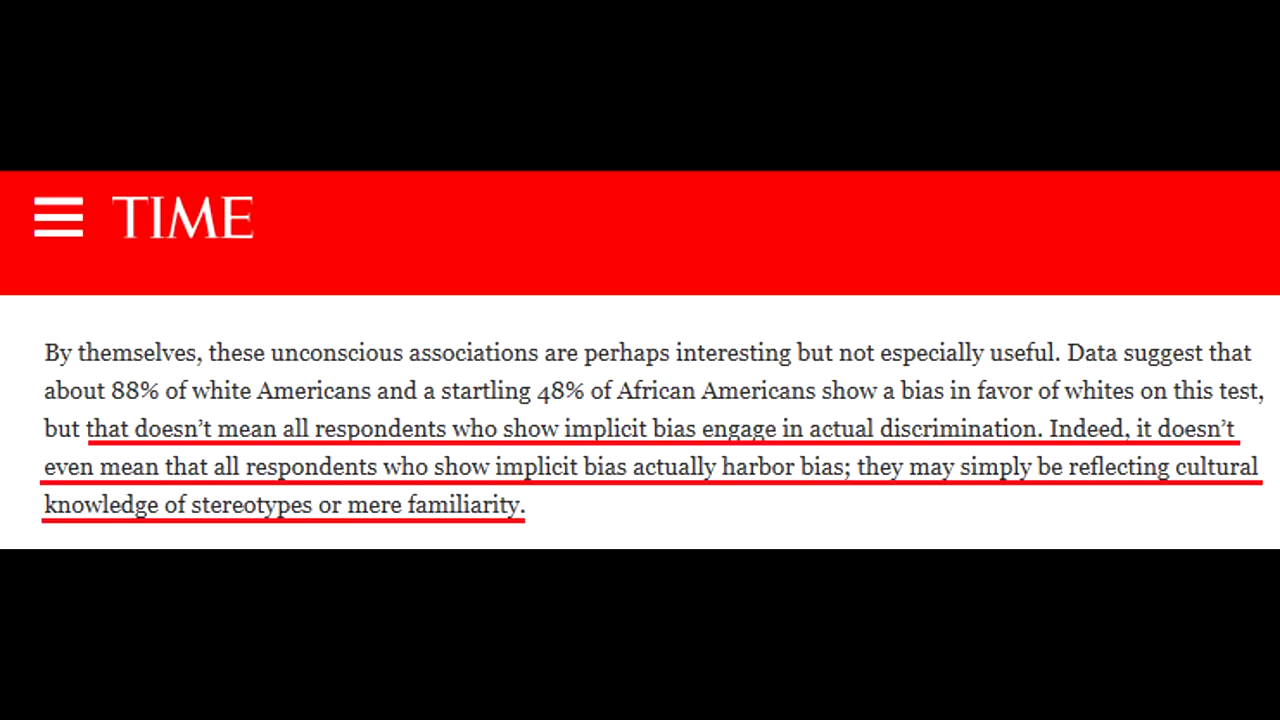 TIME
By themselves, these unconscious associations are perhaps interesting but not especially useful. Data suggest that
about 88% of white Americans and a startling 48% of African Americans show a bias in favor of whites on this test,
but that doesn’t mean all respondents who show implicit bias engage in actual discrimination. Indeed, it doesn’t
even mean that all respondents who show implicit bias actually harbor bias; they may simply be reflecting cultural
knowledge of stereotypes or mere familiarity.